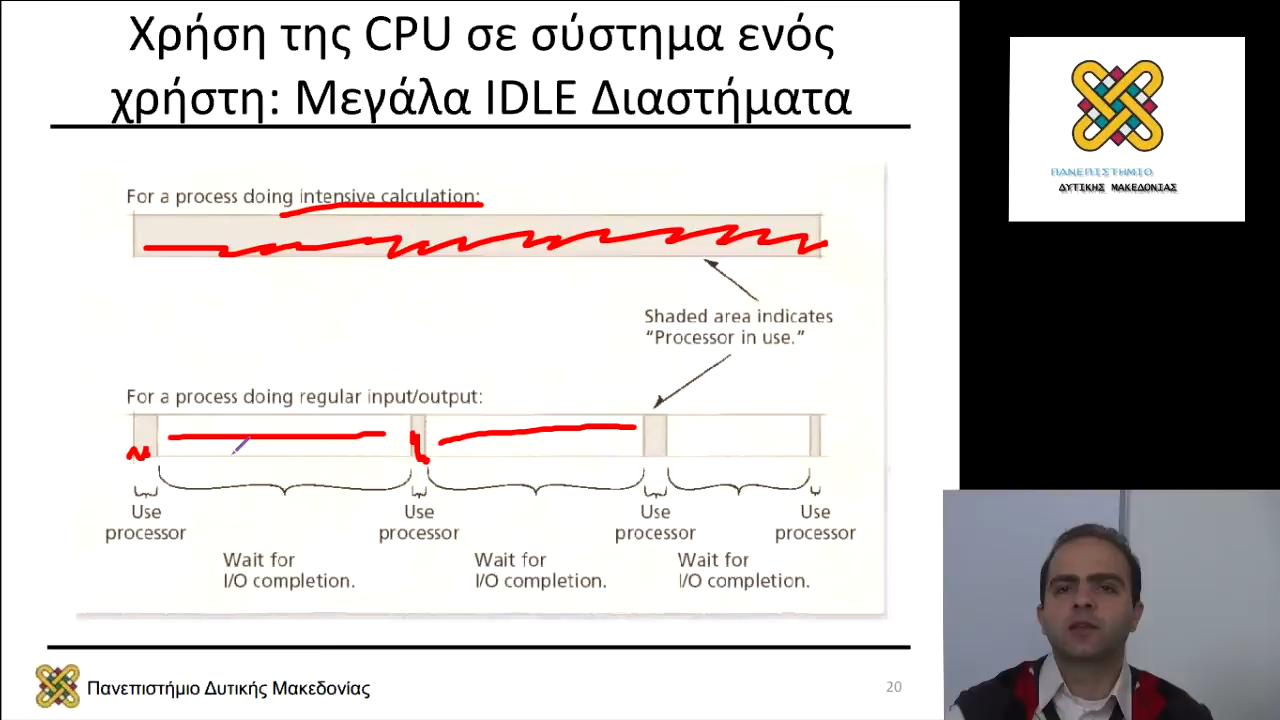 Χρήση της CPU σε σύστημα ενός
χρήστη: Μεγάλα IDLE Διαστήματα
ΠΑΝΕΠΙΣΤΗΜΙΟ
ΔΥΤΙΚΗΣ ΜΑΚΕΔΟΝΙΑΣ
For a process doing intensive calculation:
Shaded area indicates
“Processor in use.”
For a process doing regular input/output:
Use
processor
Use
processor
Use
processor
Use
processor
Wait for
I/O completion.
Wait for
I/O completion.
Wait for
I/O completion.
Πανεπιστήμιο Δυτικής Μακεδονίας
20